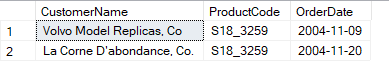 CustomerName ProductCode OrderDate
1 Volvo Model Replicas, Co S18_3259 2004-11-09
2 La Corne D'abondance, Co. S18_3259 2004-11-20